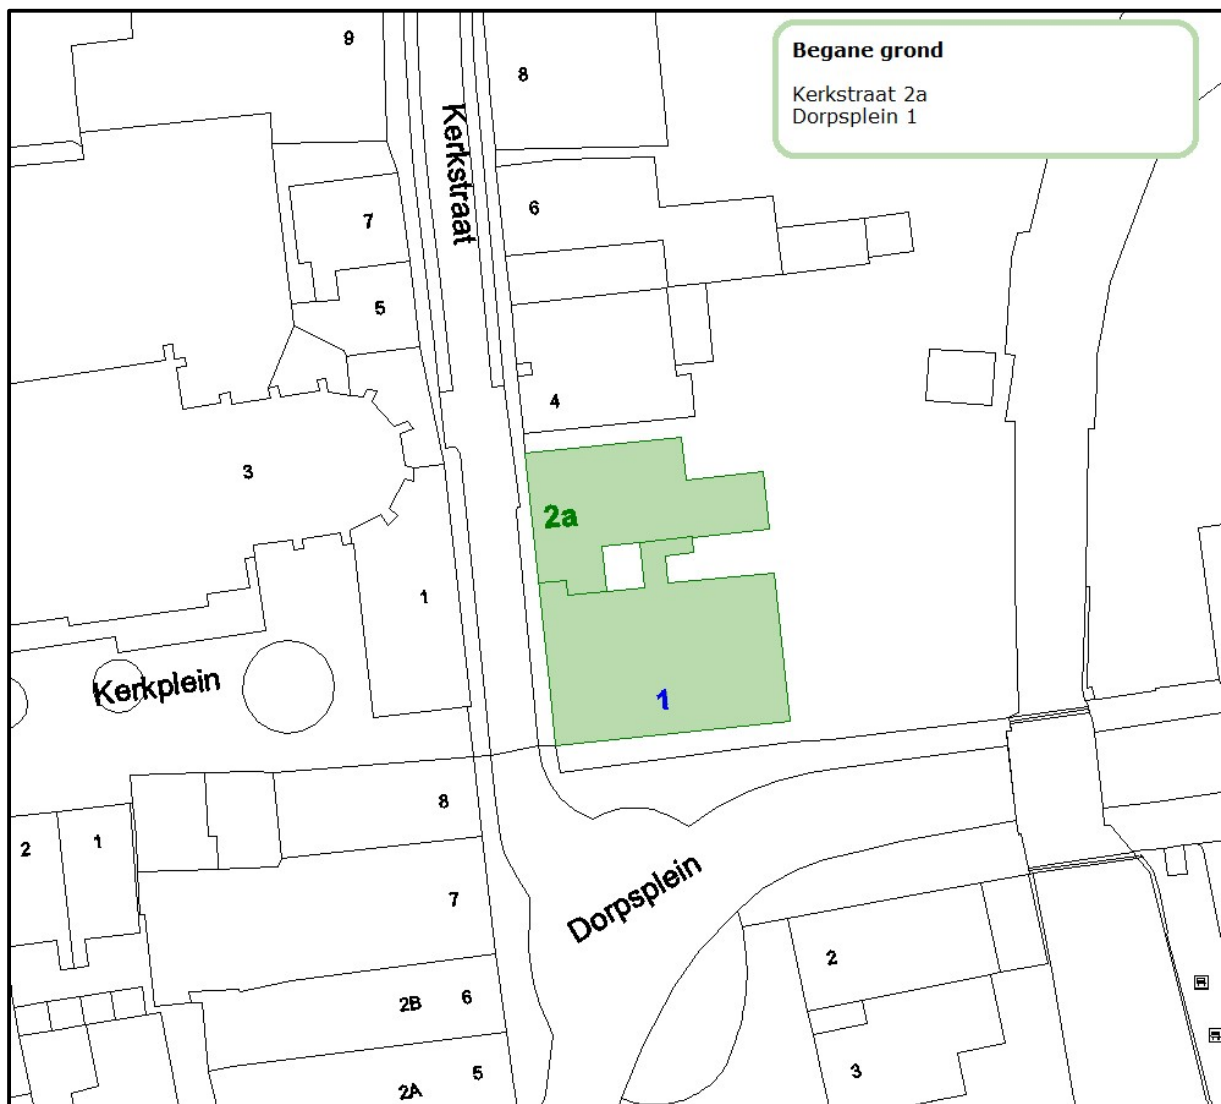 9
8
Begane grond
Kerkstraat 2a
Dorpsplein 1
Kerkstraat
7
6
5
4
3
2a
1
1
Kerkplein
8
2
1
7
Dorpsplein
2
2B
6
3
5
2A